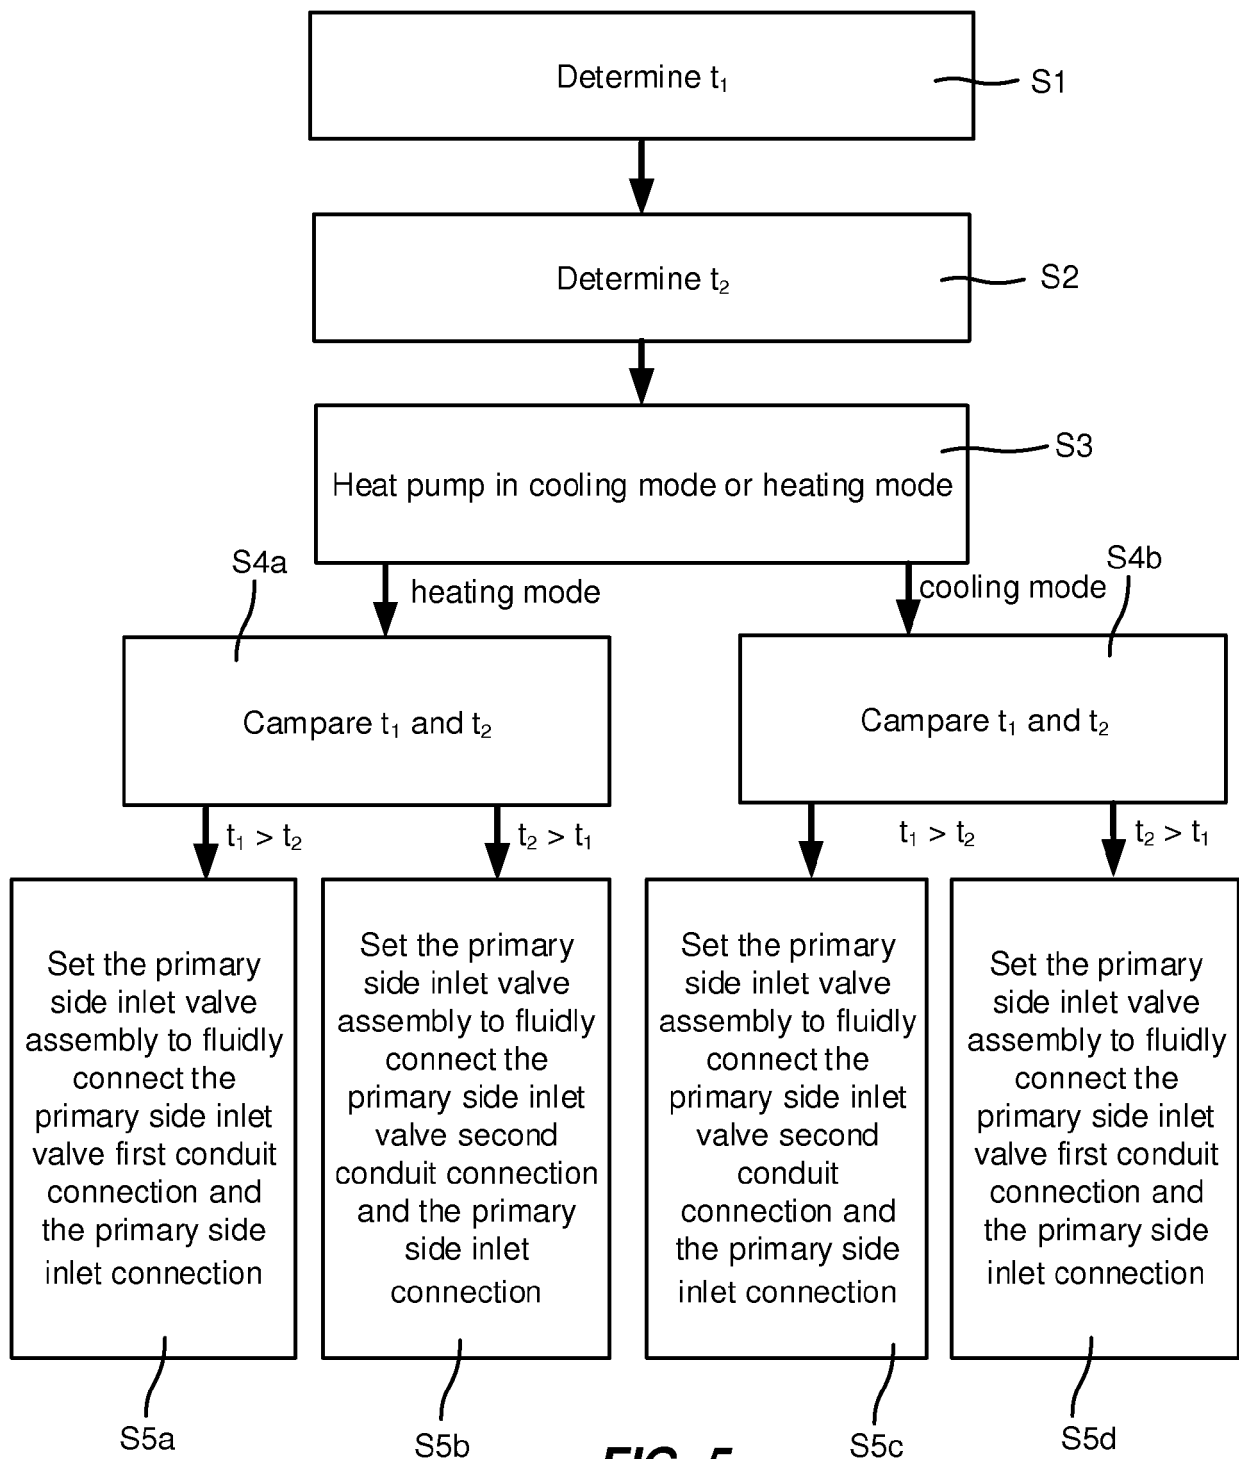 Determine t₁
S1
Determine t₂
S2
Heat pump in cooling mode or heating mode
S3
S4a
heating mode
cooling mode
S4b
Campare t₁ and t₂
Campare t₁ and t₂
t₁ > t₂
t₂ > t₁
t₁ > t₂
t₂ > t₁
Set the primary
side inlet valve
assembly to fluidly
connect the
primary side inlet
valve first conduit
connection and
the primary side
inlet connection
Set the primary
side inlet valve
assembly to fluidly
connect the
primary side inlet
valve second
conduit connection
and the primary
side inlet
connection
Set the primary
side inlet valve
assembly to fluidly
connect the
primary side inlet
valve second
conduit
connection and
the primary side
inlet connection
Set the primary
side inlet valve
assembly to fluidly
connect the
primary side inlet
valve first conduit
connection and
the primary side
inlet connection
S5a
S5b
S5c
S5d
FIG. 5